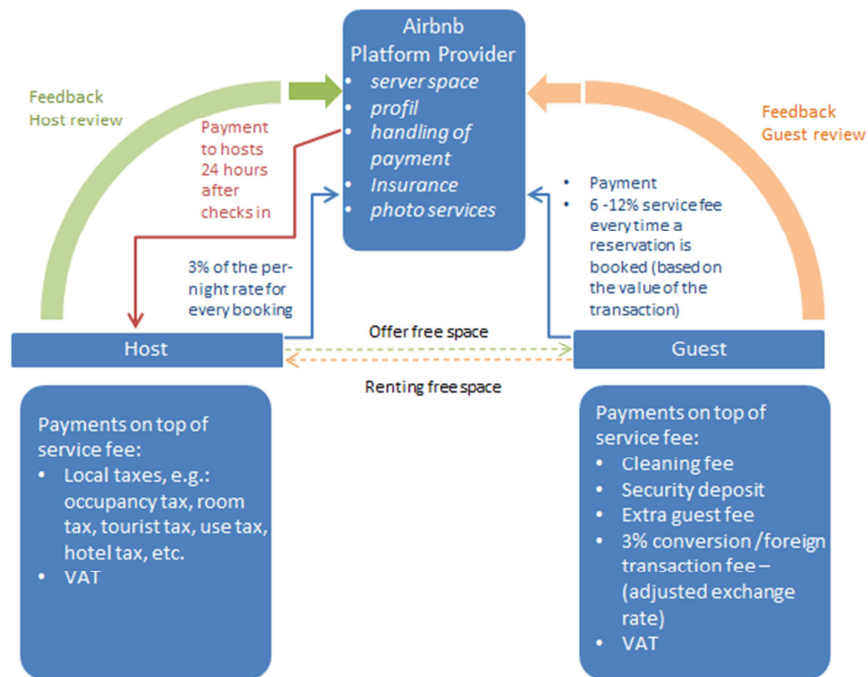 Airbnb
Platform Provider
• server space
• profil
• handling of
payment
• Insurance
• photo services
Feedback
Host review
Payment
to hosts
24 hours
after
checks in
3% of the per-
night rate for
every booking
Feedback
Guest review
• Payment
• 6 -12% service fee
every time a
reservation is
booked (based on
the value of the
transaction)
Host
Offer free space
Renting free space
Guest
Payments on top of
service fee:
• Local taxes, e.g.:
occupancy tax, room
tax, tourist tax, use tax,
hotel tax, etc.
• VAT
Payments on top of
service fee:
• Cleaning fee
• Security deposit
• Extra guest fee
• 3% conversion /foreign
transaction fee –
(adjusted exchange
rate)
• VAT